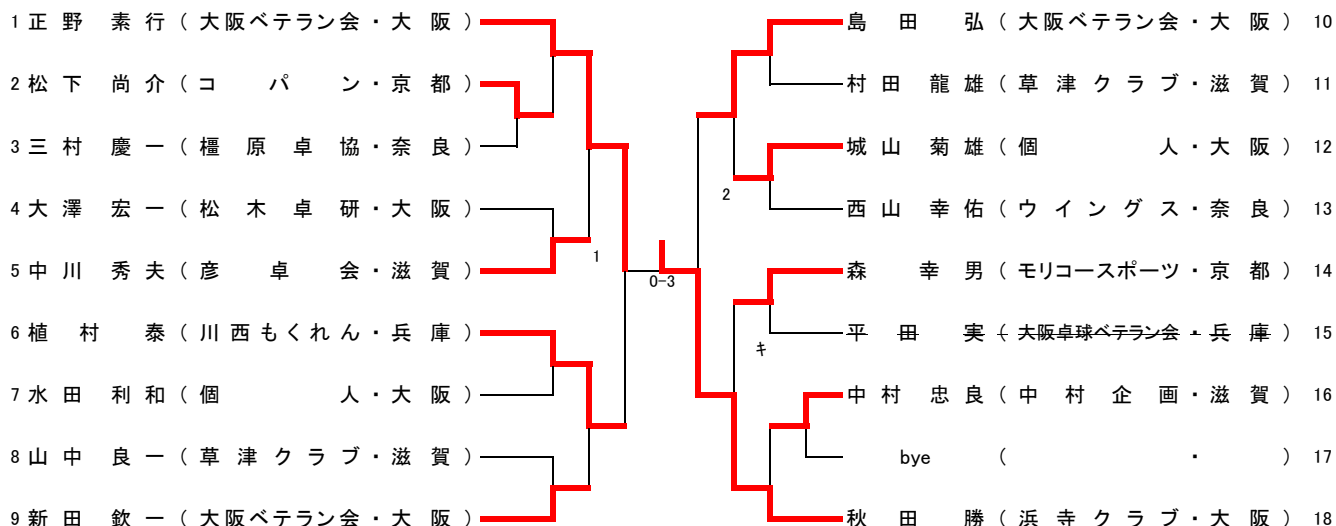 1 正野 素行 ( 大阪ベテラン会・大阪 )
2 松下 尚介 ( コパン・京都 )
3 三村 慶一 ( 橿原卓協・奈良 )
4 大澤 宏一 ( 松木卓研・大阪 )
5 中川 秀夫 ( 彦卓会・滋賀 )
6 植村 泰 ( 川西もくれん・兵庫 )
7 水田 利和 ( 個人・大阪 )
8 山中 良一 ( 草津クラブ・滋賀 )
9 新田 欽一 ( 大阪ベテラン会・大阪 )
1
0-3
2
キ
島田 弘 ( 大阪ベテラン会・大阪 ) 10
村田 龍雄 ( 草津クラブ・滋賀 ) 11
城山 菊雄 ( 個人・大阪 ) 12
西山 幸佑 ( ウイングス・奈良 ) 13
森 幸男 ( モリコースポーツ・京都 ) 14
平田 実 ( 大阪卓球ベテラン会・兵庫 ) 15
中村 忠良 ( 中村企画・滋賀 ) 16
bye ( ・ ) 17
秋田 勝 ( 浜寺クラブ・大阪 ) 18